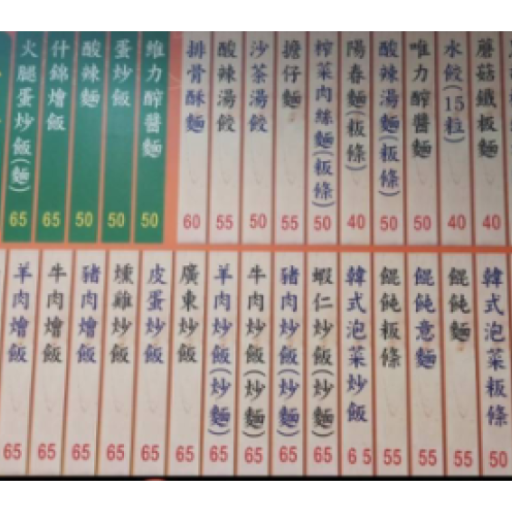 火腿蛋炒飯(麵) 65
什錦燴飯 65
酸辣麵 50
蛋炒飯 50
維力醡醬麵 50
排骨酥麵 60
酸辣湯餃 55
沙茶湯餃 50
擔仔麵 55
榨菜肉絲麵(粄條) 50
陽春麵(粄條) 40
酸辣湯麵(粄條) 50
唯力醡醬麵 50
水餃(15粒) 40
蘑菇鐵板麵 40
羊肉燴飯 65
牛肉燴飯 65
豬肉燴飯 65
燻雞炒飯 65
皮蛋炒飯 65
廣東炒飯 65
羊肉炒飯(炒麵) 65
牛肉炒飯(炒麵) 65
豬肉炒飯(炒麵) 65
蝦仁炒飯(炒麵) 65
韓式泡菜炒飯 6 5
餛飩粄條 55
餛飩意麵 55
餛飩麵 55
韓式泡菜粄條 50